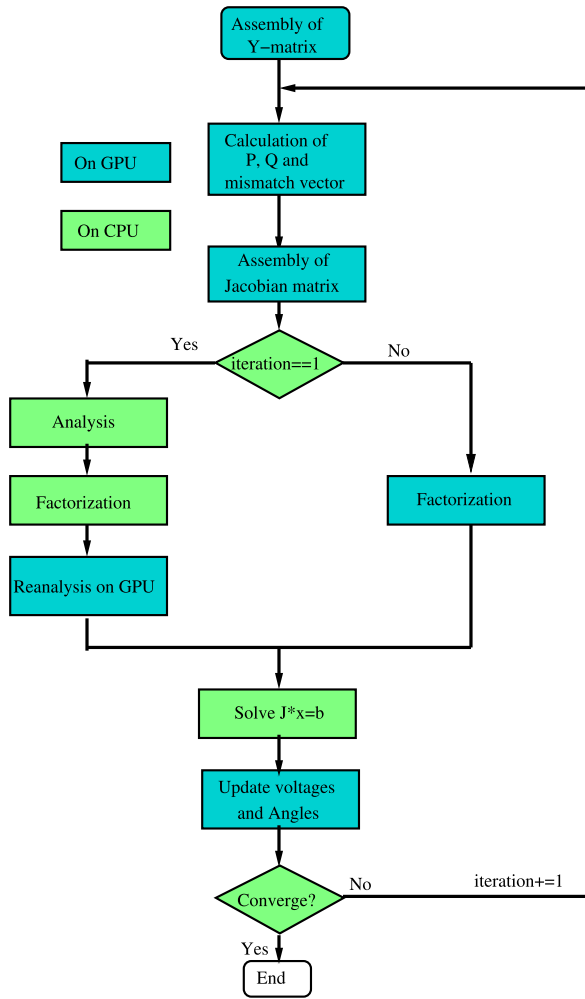 Assembly of
Y−matrix
Calculation of
P, Q and
mismatch vector
On GPU
On CPU
Assembly of
Jacobian matrix
Yes
iteration==1
No
Analysis
Factorization
Factorization
Reanalysis on GPU
Solve J*x=b
Update voltages
and Angles
Converge?
No
iteration+=1
Yes
End